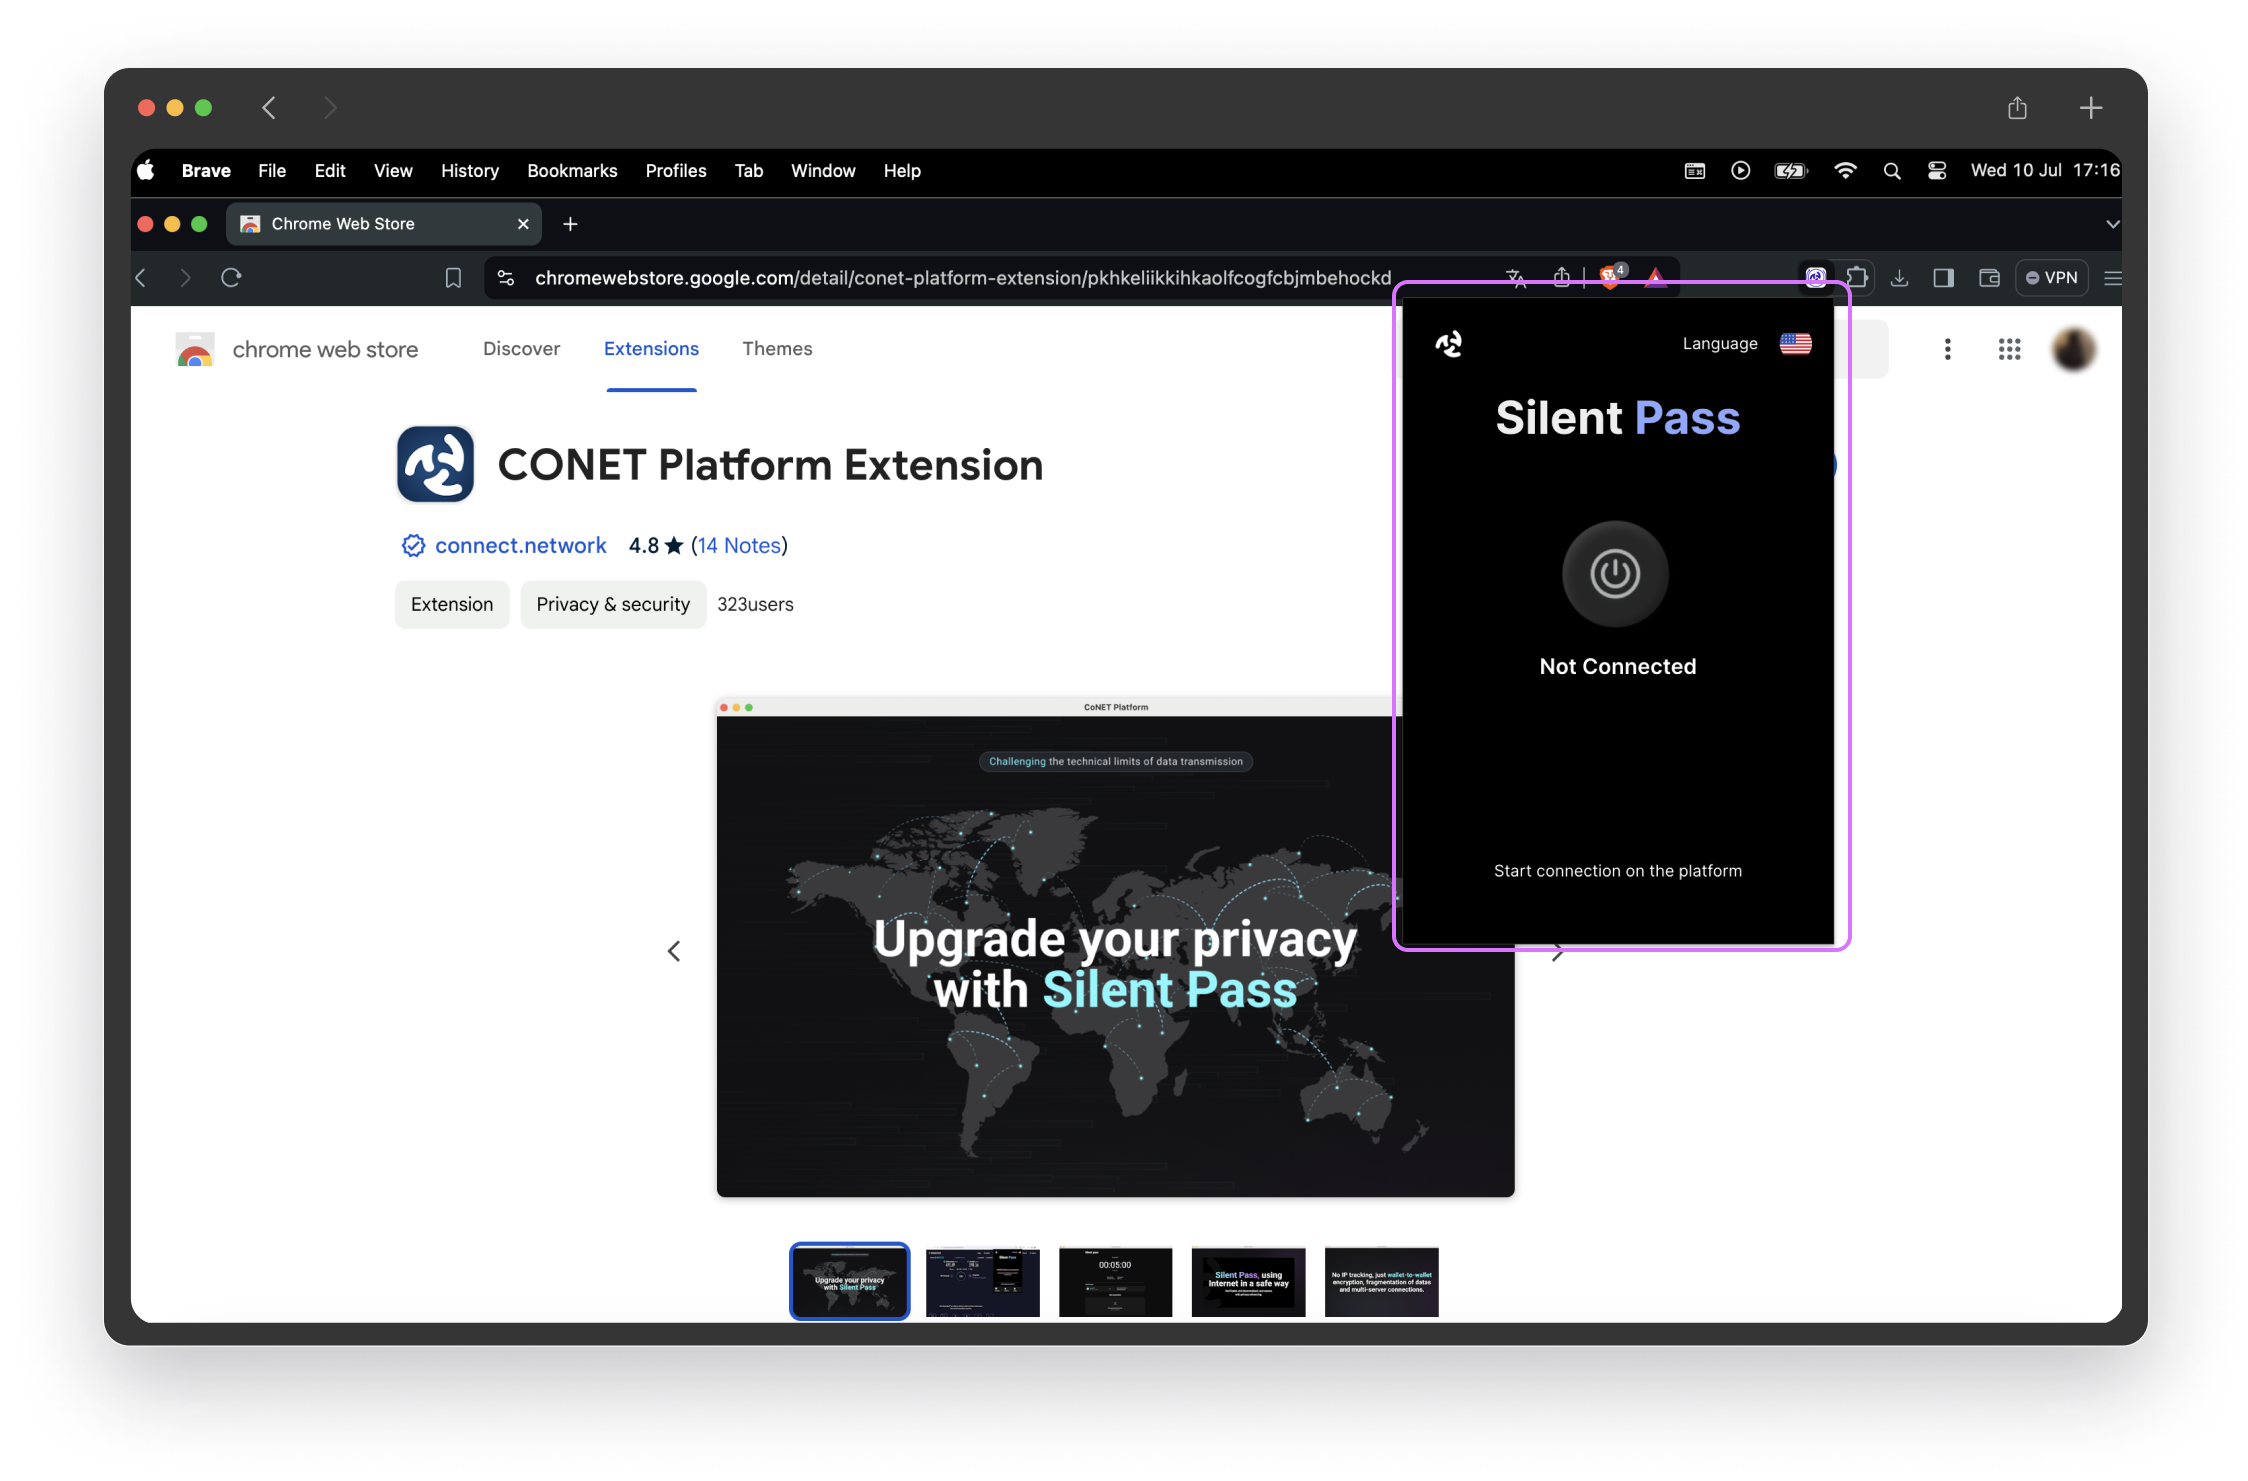 Brave File Edit View History Bookmarks Profiles Tab Window Help Wed 10 Jul 17:16
Chrome Web Store
chromewebstore.google.com/detail/conet-platform-extension/pkhkeliikkihkaolfcogfcbjmbehockd 4 VPN
chrome web store Discover Extensions Themes
Language
Silent Pass
CONET Platform Extension
connect.network 4.8 ★ (14 Notes)
Extension Privacy & security 323users
Not Connected
Start connection on the platform
CoNET Platform
Challenging the technical limits of data transmission
Upgrade your privacy
with Silent Pass
Upgrade your privacy
with Silent Pass
Silent Pass
00:05:00
Silent Pass, using
Internet in a safe way
No IP tracking, just wallet-to-wallet
encryption, fragmentation of datas
and multi-server connections.